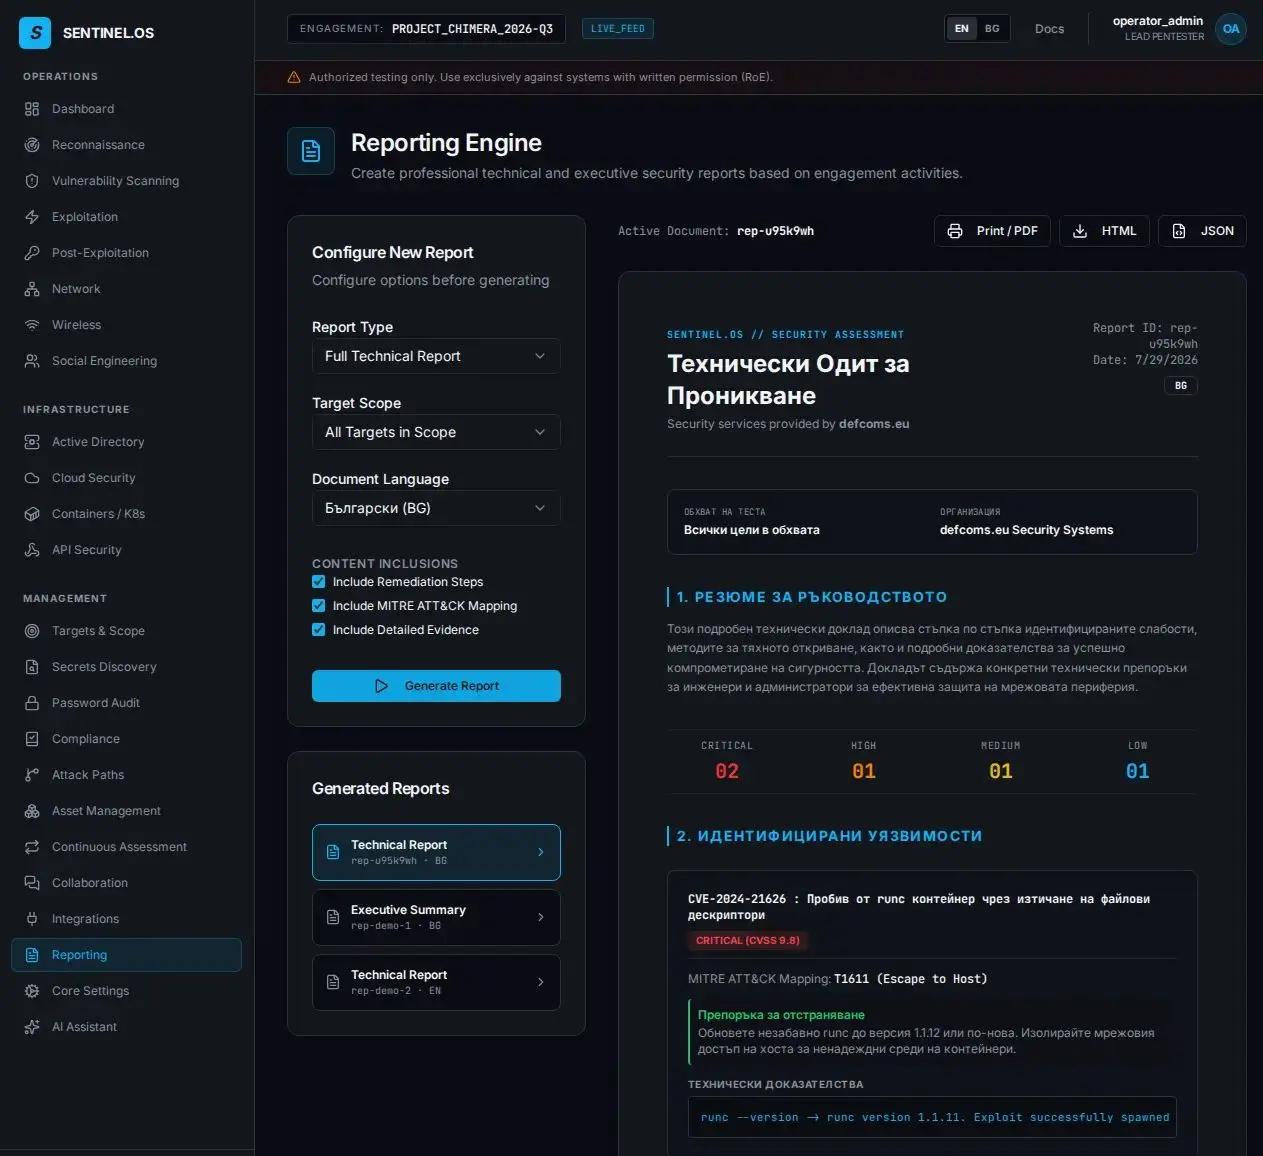 S SENTINEL.OS
ENGAGEMENT: PROJECT_CHIMERA_2026-Q3
LIVE_FEED
EN BG
Docs
operator_admin
LEAD PENTESTER
OA
Authorized testing only. Use exclusively against systems with written permission (RoE).
OPERATIONS
Dashboard
Reconnaissance
Vulnerability Scanning
Exploitation
Post-Exploitation
Network
Wireless
Social Engineering
INFRASTRUCTURE
Active Directory
Cloud Security
Containers / K8s
API Security
MANAGEMENT
Targets & Scope
Secrets Discovery
Password Audit
Compliance
Attack Paths
Asset Management
Continuous Assessment
Collaboration
Integrations
Reporting
Core Settings
AI Assistant
Reporting Engine
Create professional technical and executive security reports based on engagement activities.
Configure New Report
Configure options before generating
Report Type
Full Technical Report
Target Scope
All Targets in Scope
Document Language
Български (BG)
CONTENT INCLUSIONS
Include Remediation Steps
Include MITRE ATT&CK Mapping
Include Detailed Evidence
Generate Report
Generated Reports
Technical Report
rep-u95k9wh · BG
Executive Summary
rep-demo-1 · BG
Technical Report
rep-demo-2 · EN
Active Document: rep-u95k9wh
Print / PDF
HTML
JSON
SENTINEL.OS // SECURITY ASSESSMENT
Технически Одит за
Проникване
Security services provided by defcoms.eu
Report ID: rep-
u95k9wh
Date: 7/29/2026
BG
ОБХВАТ НА ТЕСТА
Всички цели в обхвата
ОРГАНИЗАЦИЯ
defcoms.eu Security Systems
1. РЕЗЮМЕ ЗА РЪКОВОДСТВОТО
Този подробен технически доклад описва стъпка по стъпка идентифицираните слабости,
методите за тяхното откриване, както и подробни доказателства за успешно
компрометиране на сигурността. Докладът съдържа конкретни технически препоръки
за инженери и администратори за ефективна защита на мрежовата периферия.
CRITICAL
02
HIGH
01
MEDIUM
01
LOW
01
2. ИДЕНТИФИЦИРАНИ УЯЗВИМОСТИ
CVE-2024-21626 : Пробив от runc контейнер чрез изтичане на файлови
дескриптори
CRITICAL (CVSS 9.8)
MITRE ATT&CK Mapping: T1611 (Escape to Host)
Препоръка за отстраняване
Обновете незабавно runc до версия 1.1.12 или по-нова. Изолирайте мрежовия
достъп на хоста за ненадеждни среди на контейнери.
ТЕХНИЧЕСКИ ДОКАЗАТЕЛСТВА
runc --version -> runc version 1.1.11. Exploit successfully spawned